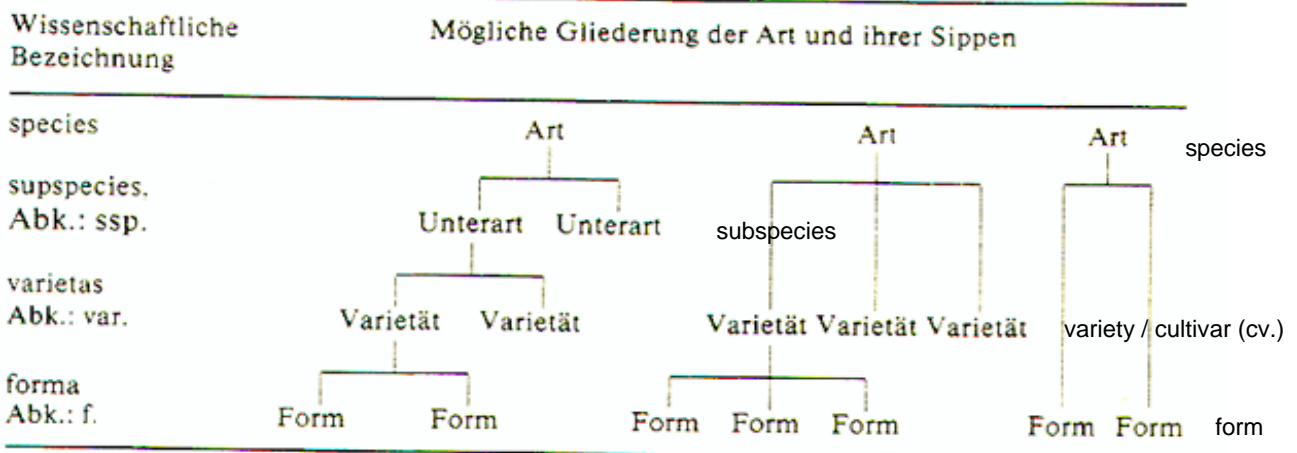 Wissenschaftliche
Bezeichnung
Mögliche Gliederung der Art und ihrer Sippen
species Art Art Art species
supspecies.
Abk.: ssp. Unterart Unterart subspecies
varietas
Abk.: var. Varietät Varietät Varietät Varietät Varietät variety / cultivar (cv.)
forma
Abk.: f. Form Form Form Form Form Form Form form